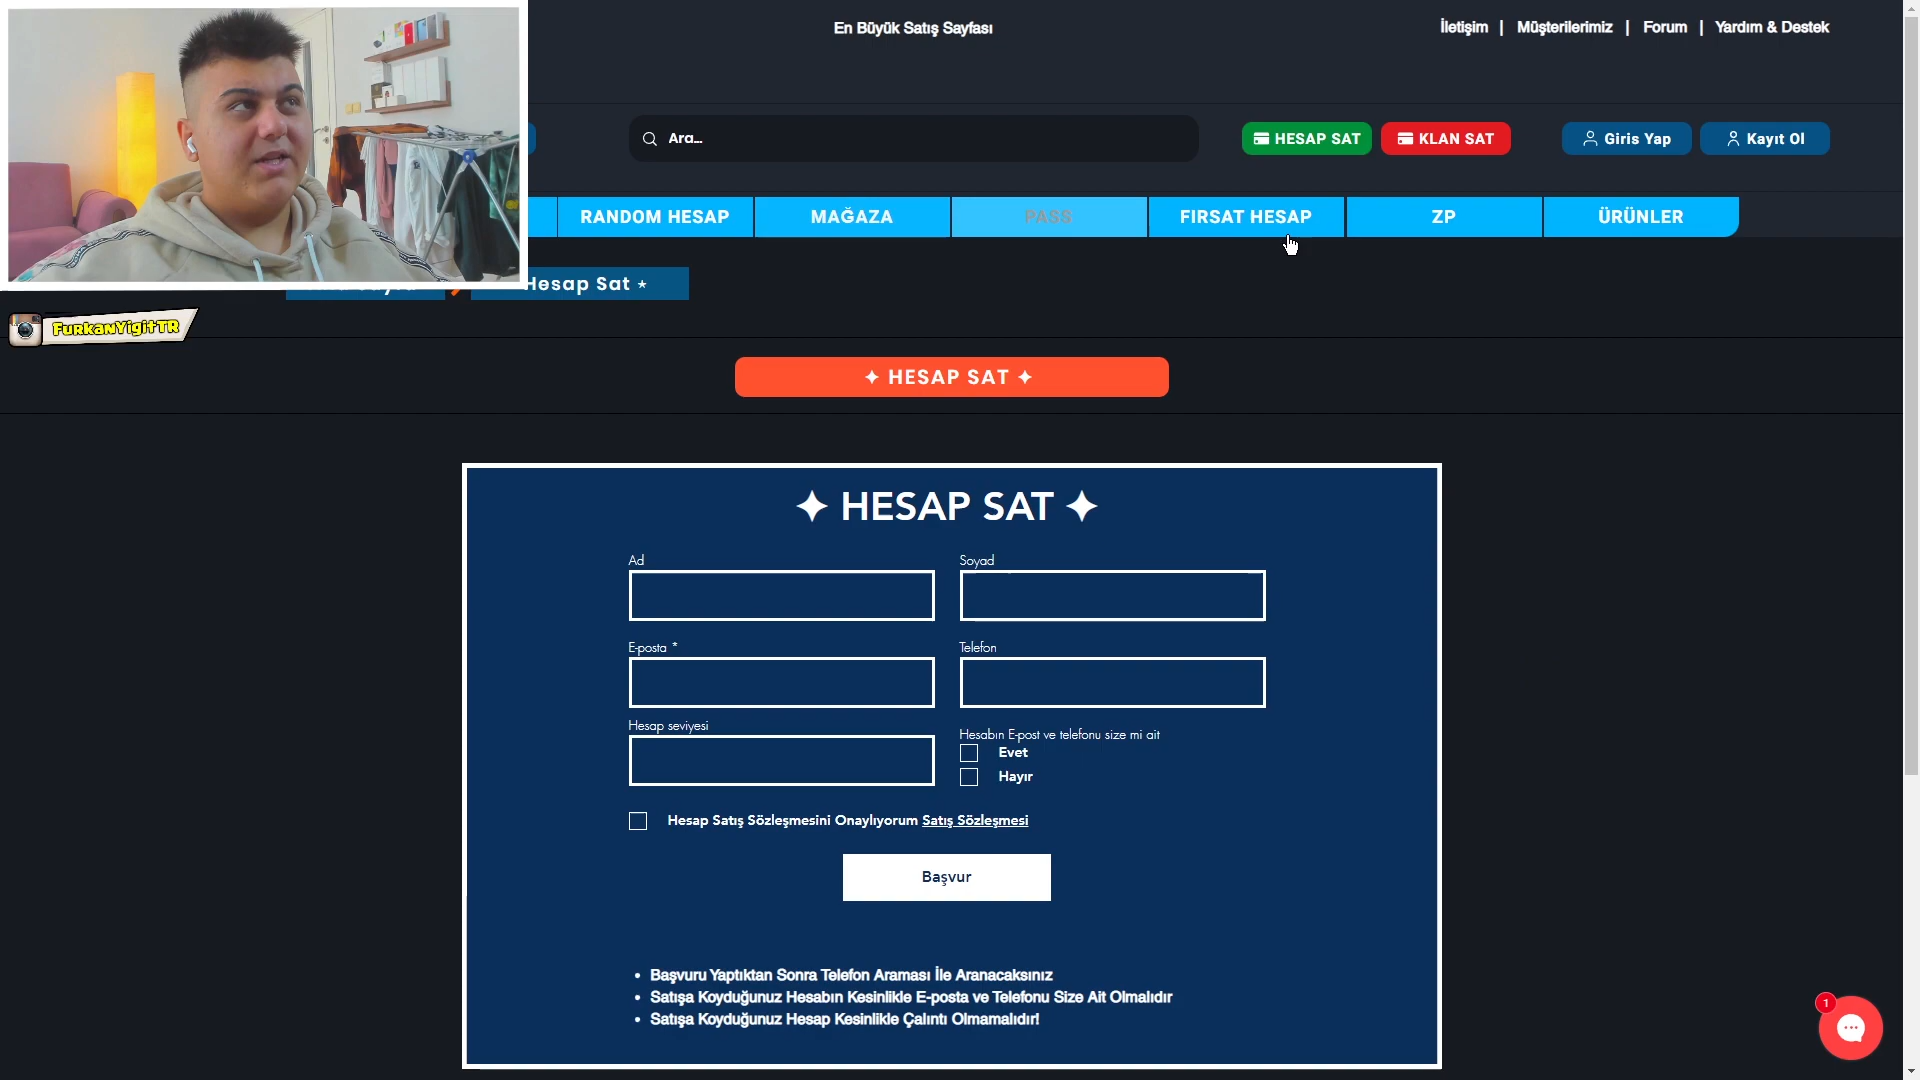 En Büyük Satış Sayfası
İletişim | Müşterilerimiz | Forum | Yardım & Destek
Ara...
HESAP SAT
KLAN SAT
Giris Yap
Kayıt Ol
RANDOM HESAP
MAĞAZA
PASS
FIRSAT HESAP
ZP
ÜRÜNLER
Hesap Sat ⋆
FurkanYigitTR
✦ HESAP SAT ✦
✦ HESAP SAT ✦
Ad
Soyad
E-posta *
Telefon
Hesap seviyesi
Hesabın E-post ve telefonu size mi ait
Evet
Hayır
Hesap Satış Sözleşmesini Onaylıyorum Satış Sözleşmesi
Başvur
• Başvuru Yaptıktan Sonra Telefon Araması İle Aranacaksınız
• Satışa Koyduğunuz Hesabın Kesinlikle E-posta ve Telefonu Size Ait Olmalıdır
• Satışa Koyduğunuz Hesap Kesinlikle Çalıntı Olmamalıdır!
1